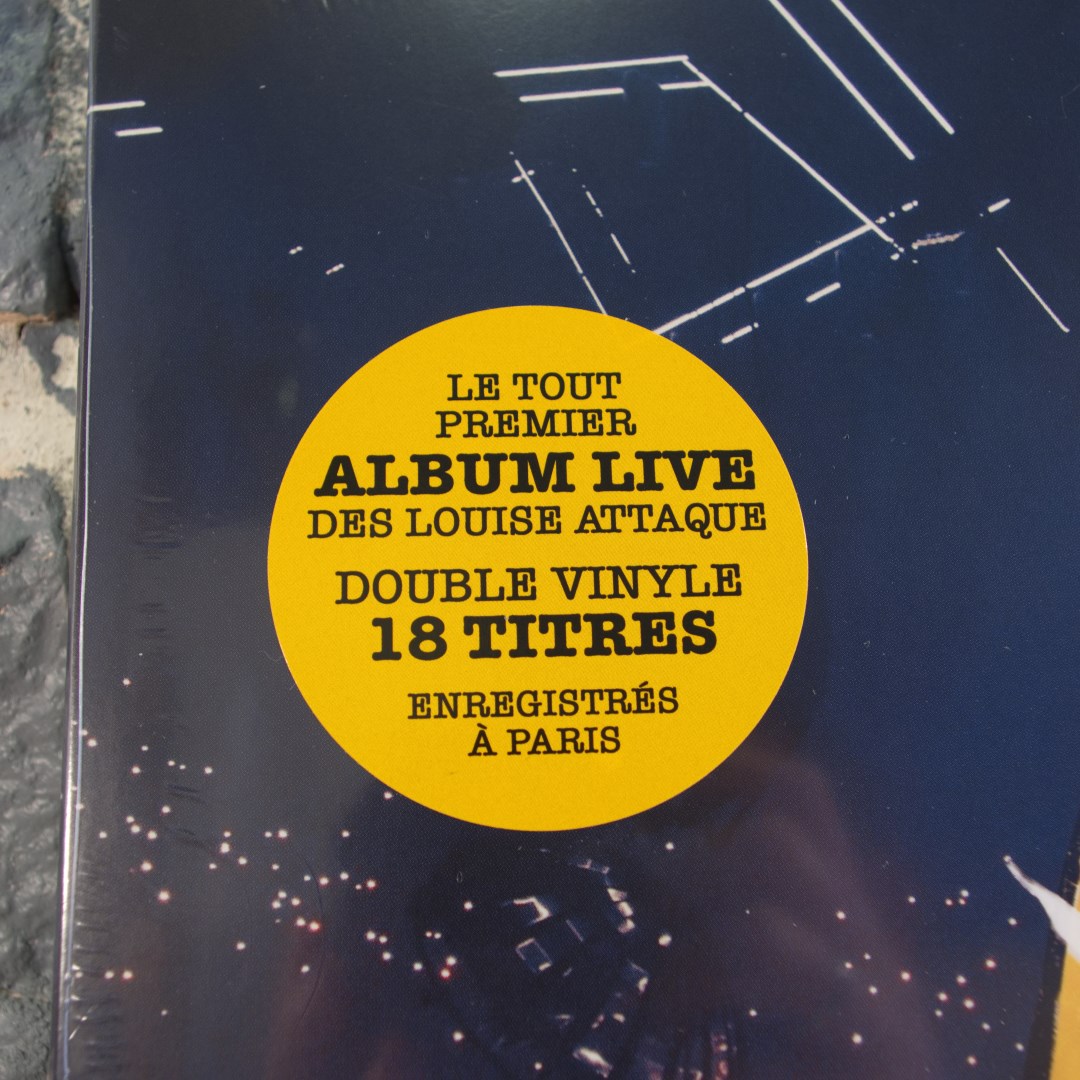 LE TOUT
PREMIER
ALBUM LIVE
DES LOUISE ATTAQUE
DOUBLE VINYLE
18 TITRES
ENREGISTRÉS
À PARIS